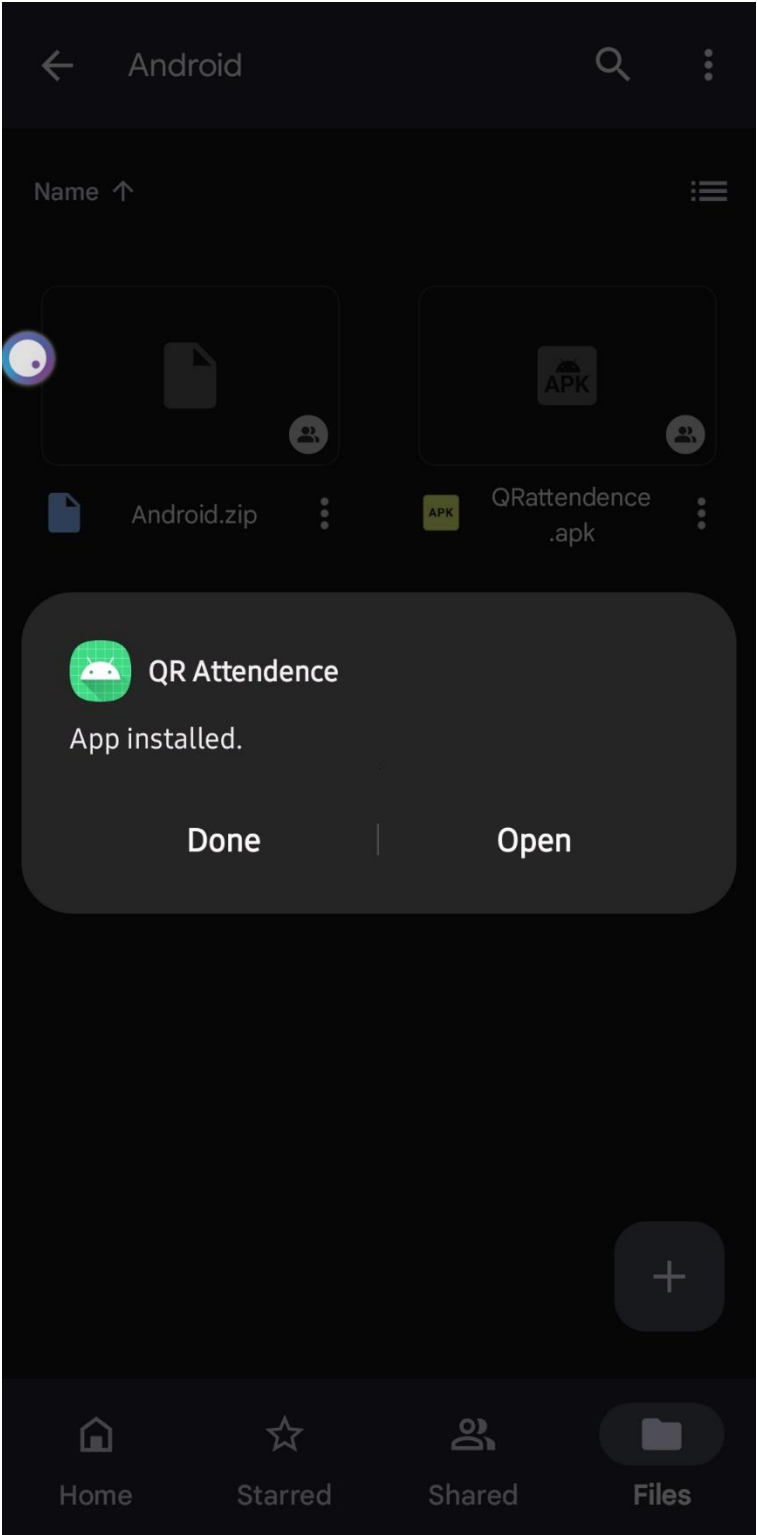 Android
Name
APK
Android.zip
APK
QRattendence
.apk
QR Attendence
App installed.
Done
Open
Home
Starred
Shared
Files